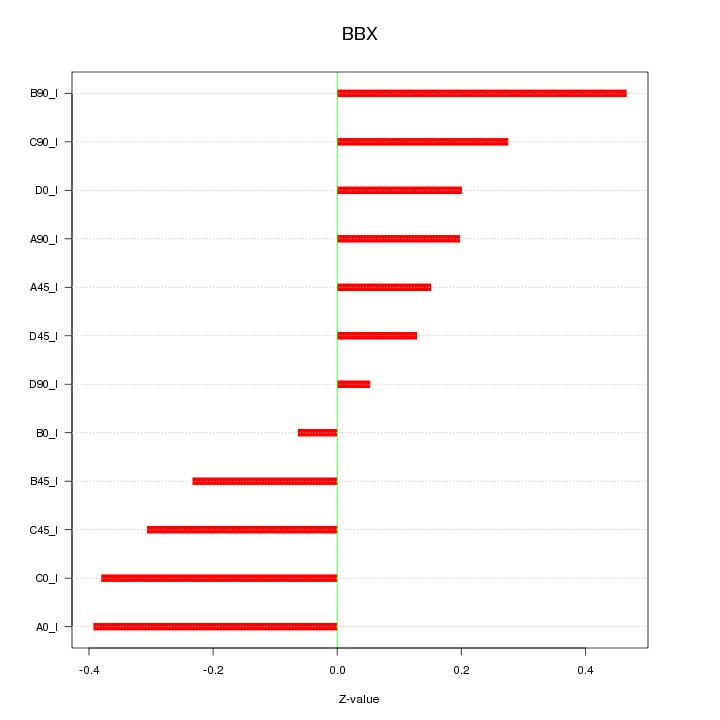 BBX
B90_I
C90_I
D0_I
A90_I
A45_I
D45_I
D90_I
B0_I
B45_I
C45_I
C0_I
A0_I
-0.4 -0.2 0.0 0.2 0.4
Z-value